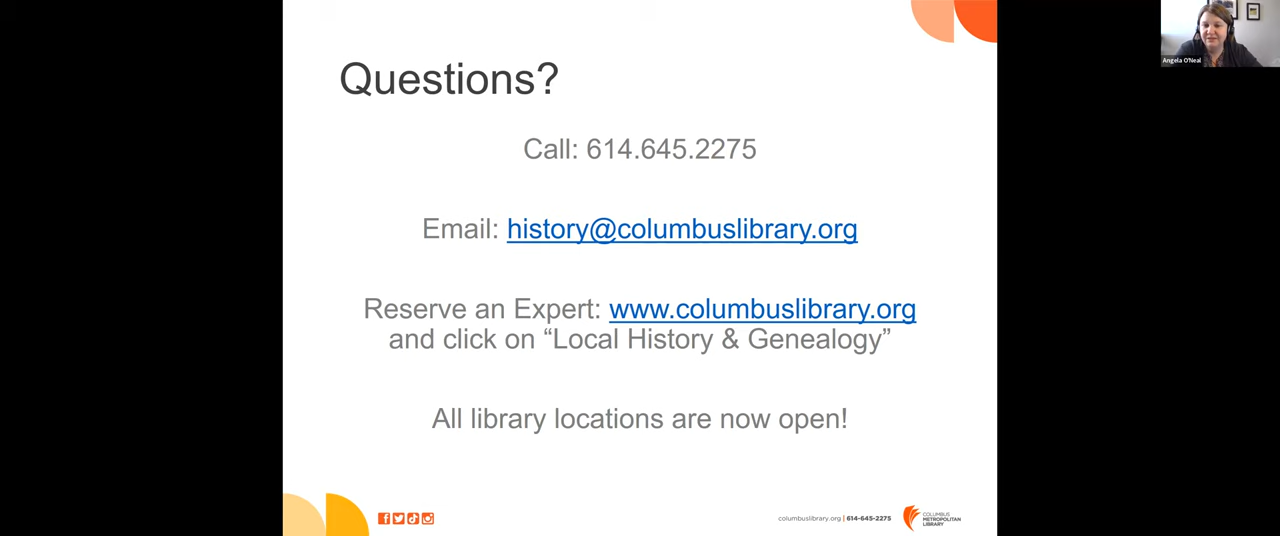 Angela O'Neal
Questions?
Call: 614.645.2275
Email: history@columbuslibrary.org
Reserve an Expert: www.columbuslibrary.org
and click on “Local History & Genealogy”
All library locations are now open!
columbuslibrary.org | 614-645-2275
COLUMBUS
METROPOLITAN
LIBRARY